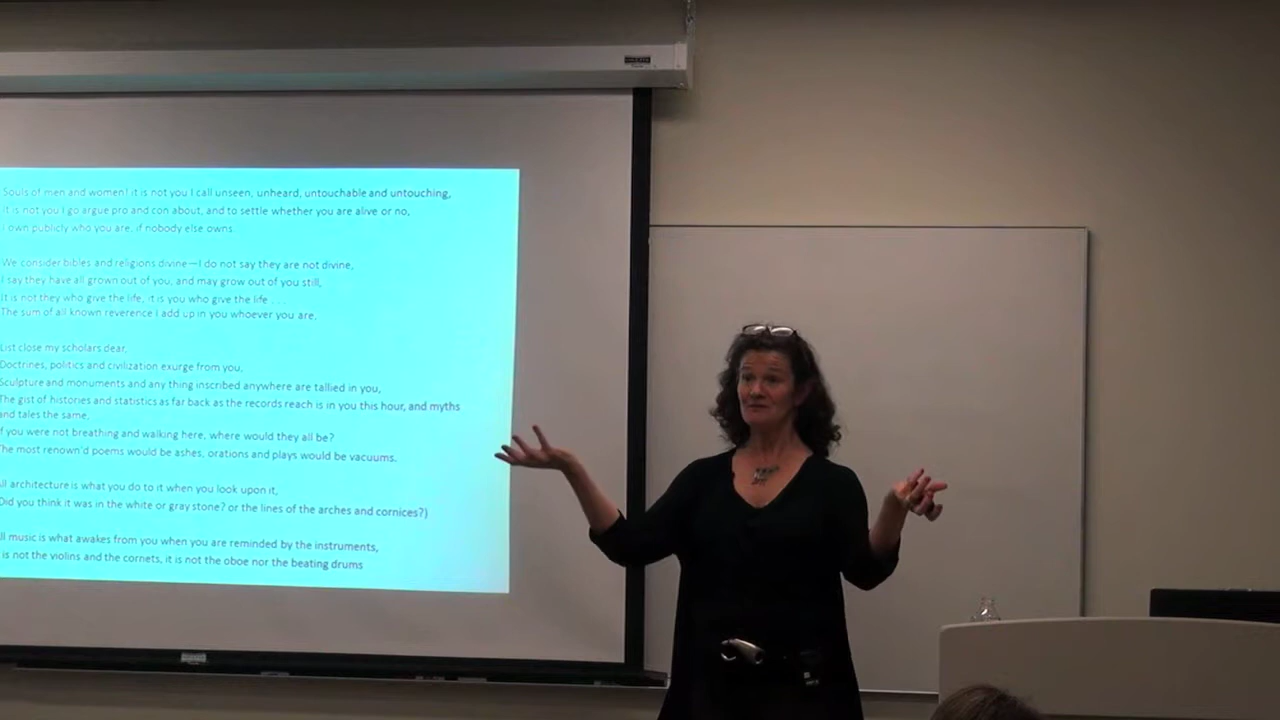 Souls of men and women! it is not you I call unseen, unheard, untouchable and untouching,
It is not you I go argue pro and con about, and to settle whether you are alive or no,
I own publicly who you are, if nobody else owns.
We consider bibles and religions divine—I do not say they are not divine,
I say they have all grown out of you, and may grow out of you still,
It is not they who give the life, it is you who give the life . . .
The sum of all known reverence I add up in you whoever you are,
List close my scholars dear,
Doctrines, politics and civilization exurge from you,
Sculpture and monuments and any thing inscribed anywhere are tallied in you,
The gist of histories and statistics as far back as the records reach is in you this hour, and myths
and tales the same,
f you were not breathing and walking here, where would they all be?
The most renown'd poems would be ashes, orations and plays would be vacuums.
ll architecture is what you do to it when you look upon it,
Did you think it was in the white or gray stone? or the lines of the arches and cornices?)
ll music is what awakes from you when you are reminded by the instruments,
is not the violins and the cornets, it is not the oboe nor the beating drums